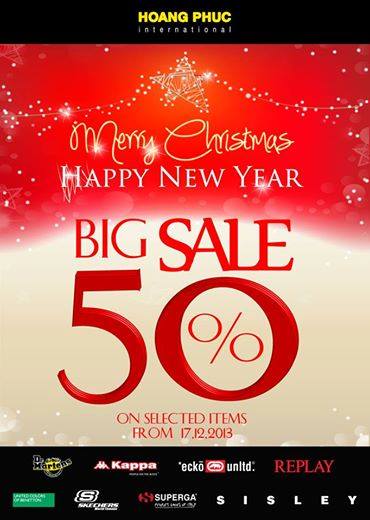 HOANG PHUC
international
Merry Christmas
HAPPY NEW YEAR
BIG SALE
50%
ON SELECTED ITEMS
FROM 17.12.2013
Dr. Martens
Kappa
*eckō unltd.®
REPLAY
UNITED COLORS
OF BENETTON
SKECHERS
SUPERGA®
SISLEY